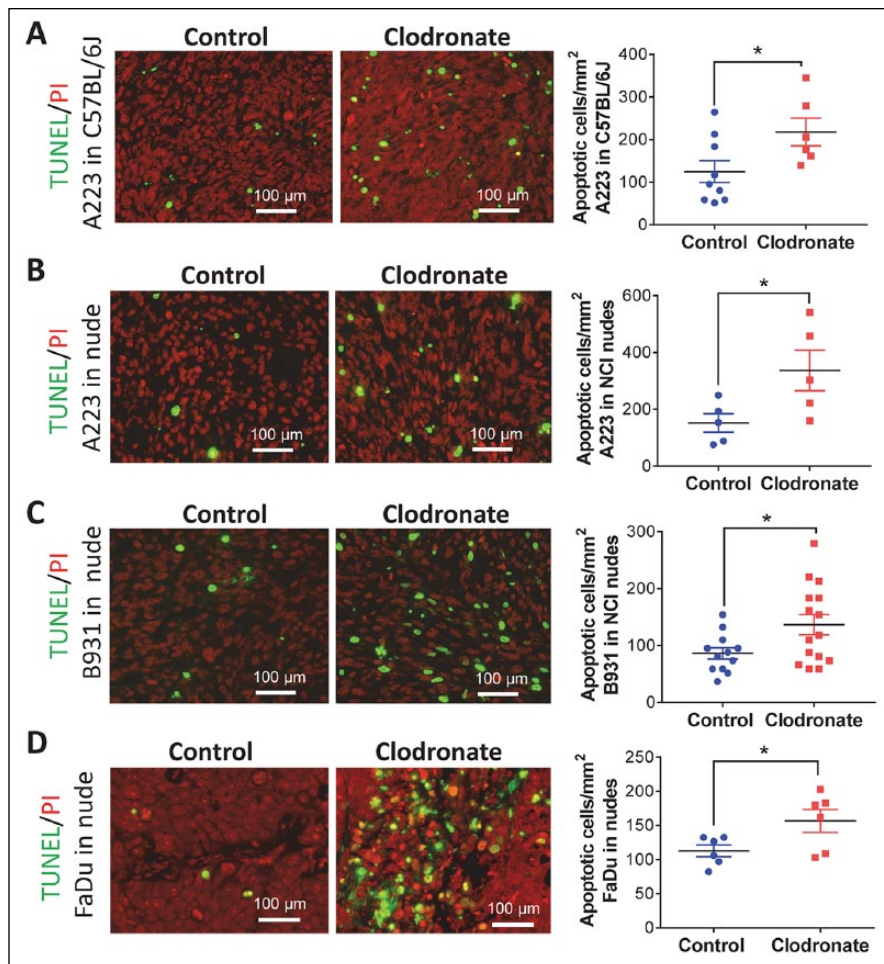 A
Control
Clodronate
TUNEL/PI
A223 in C57BL/6J
100 µm
100 µm
Apoptotic cells/mm²
A223 in C57BL/6J
400
300
200
100
0
*
Control
Clodronate
B
Control
Clodronate
TUNEL/PI
A223 in nude
100 µm
100 µm
Apoptotic cells/mm²
A223 in NCI nudes
600
400
200
0
*
Control
Clodronate
C
Control
Clodronate
TUNEL/PI
B931 in nude
100 µm
100 µm
Apoptotic cells/mm²
B931 in NCI nudes
300
200
100
0
*
Control
Clodronate
D
Control
Clodronate
TUNEL/PI
FaDu in nude
100 µm
100 µm
Apoptotic cells/mm²
FaDu in nudes
250
200
150
100
50
0
*
Control
Clodronate